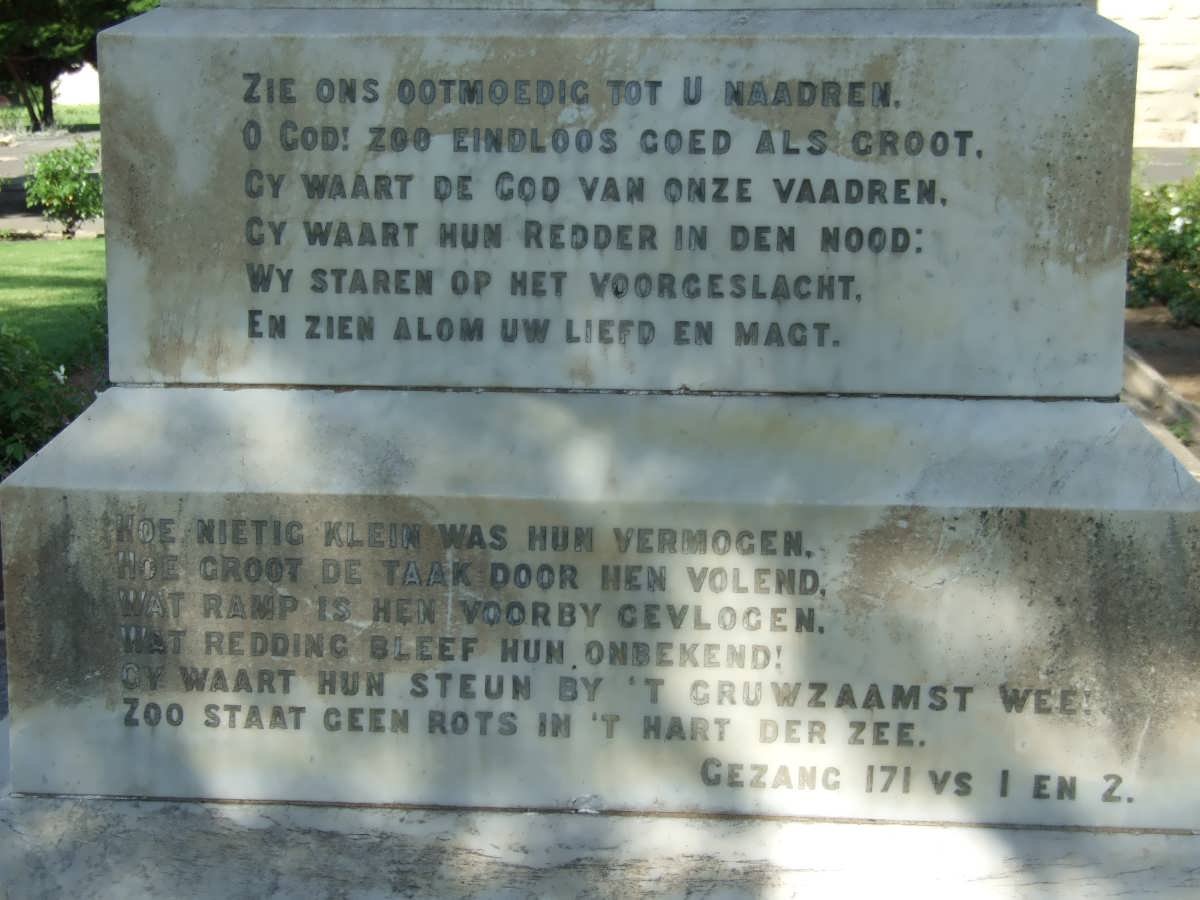 Zie ons ootmoedig tot U naadren,
O God! zoo eindloos goed als groot,
Gy waart de God van onze vaadren,
Gy waart hun Redder in den nood:
Wy staren op het voorgeslacht,
En zien alom uw liefd en magt.
Hoe nietig klein was hun vermogen,
Hoe groot de taak door hen volend,
Wat ramp is hen voorby gevlogen,
Wat redding bleef hun onbekend!
Gy waart hun steun by 't gruwzaamst wee!
Zoo staat geen rots in 't hart der zee.
Gezang 171 vs 1 en 2.